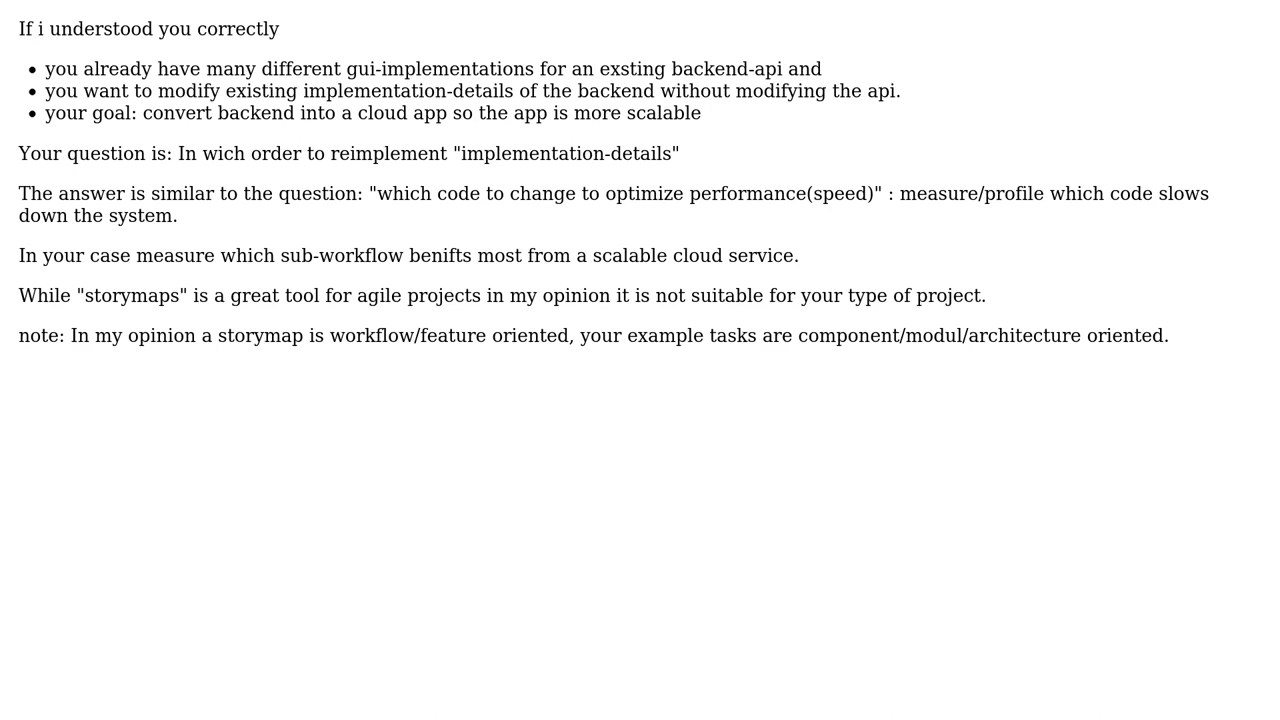 If i understood you correctly
• you already have many different gui-implementations for an exsting backend-api and
• you want to modify existing implementation-details of the backend without modifying the api.
• your goal: convert backend into a cloud app so the app is more scalable
Your question is: In wich order to reimplement "implementation-details"
The answer is similar to the question: "which code to change to optimize performance(speed)" : measure/profile which code slows
down the system.
In your case measure which sub-workflow benifts most from a scalable cloud service.
While "storymaps" is a great tool for agile projects in my opinion it is not suitable for your type of project.
note: In my opinion a storymap is workflow/feature oriented, your example tasks are component/modul/architecture oriented.